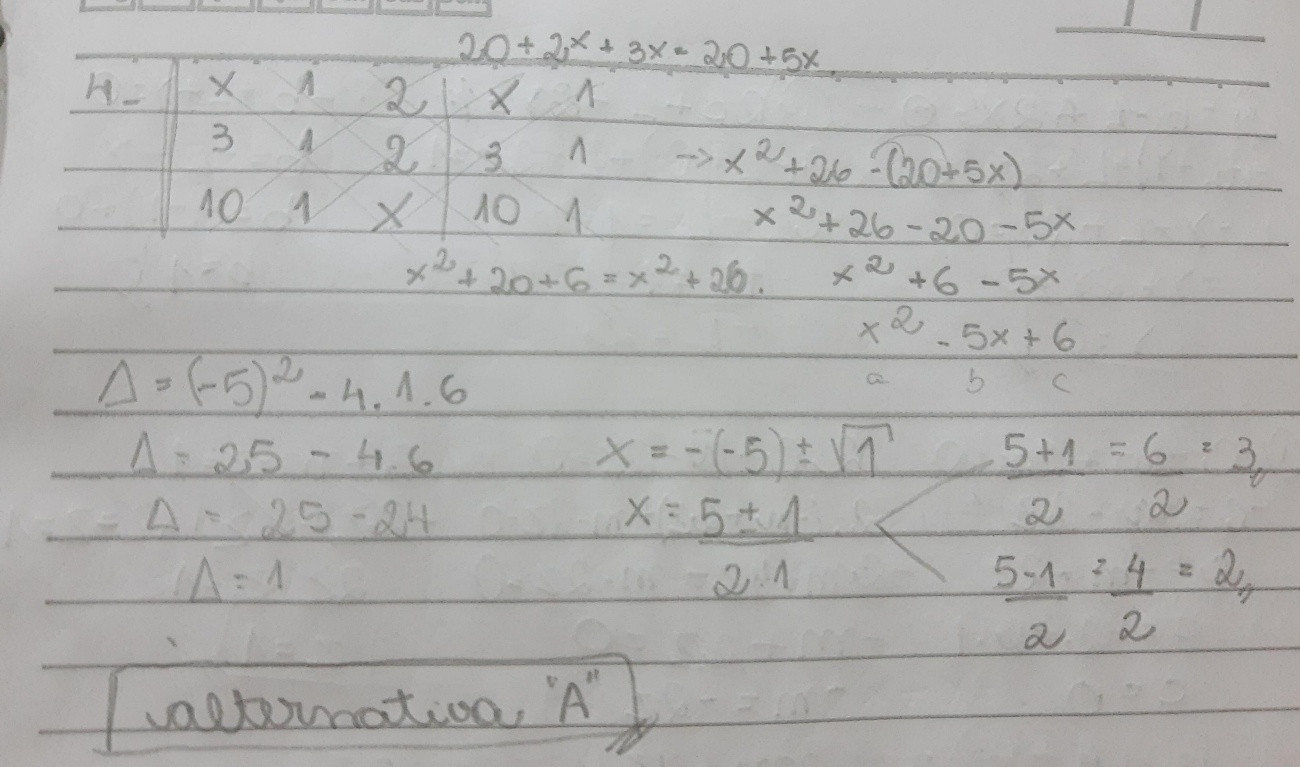 20 + 2x + 3x = 20 + 5x
4- x 1 2 | x 1
3 1 2 | 3 1 → x² + 26 - (20+5x)
10 1 x | 10 1 x² + 26 - 20 - 5x
x² + 20 + 6 = x² + 26. x² + 6 - 5x
x² - 5x + 6
a b c
Δ = (-5)² - 4.1.6
Δ = 25 - 4.6 x = -(-5) ± √1 5+1/2 = 6/2 = 3,,
Δ = 25 - 24 x = 5 ± 1/2.1
Δ = 1 5-1/2 = 4/2 = 2,,
alternativa "A"